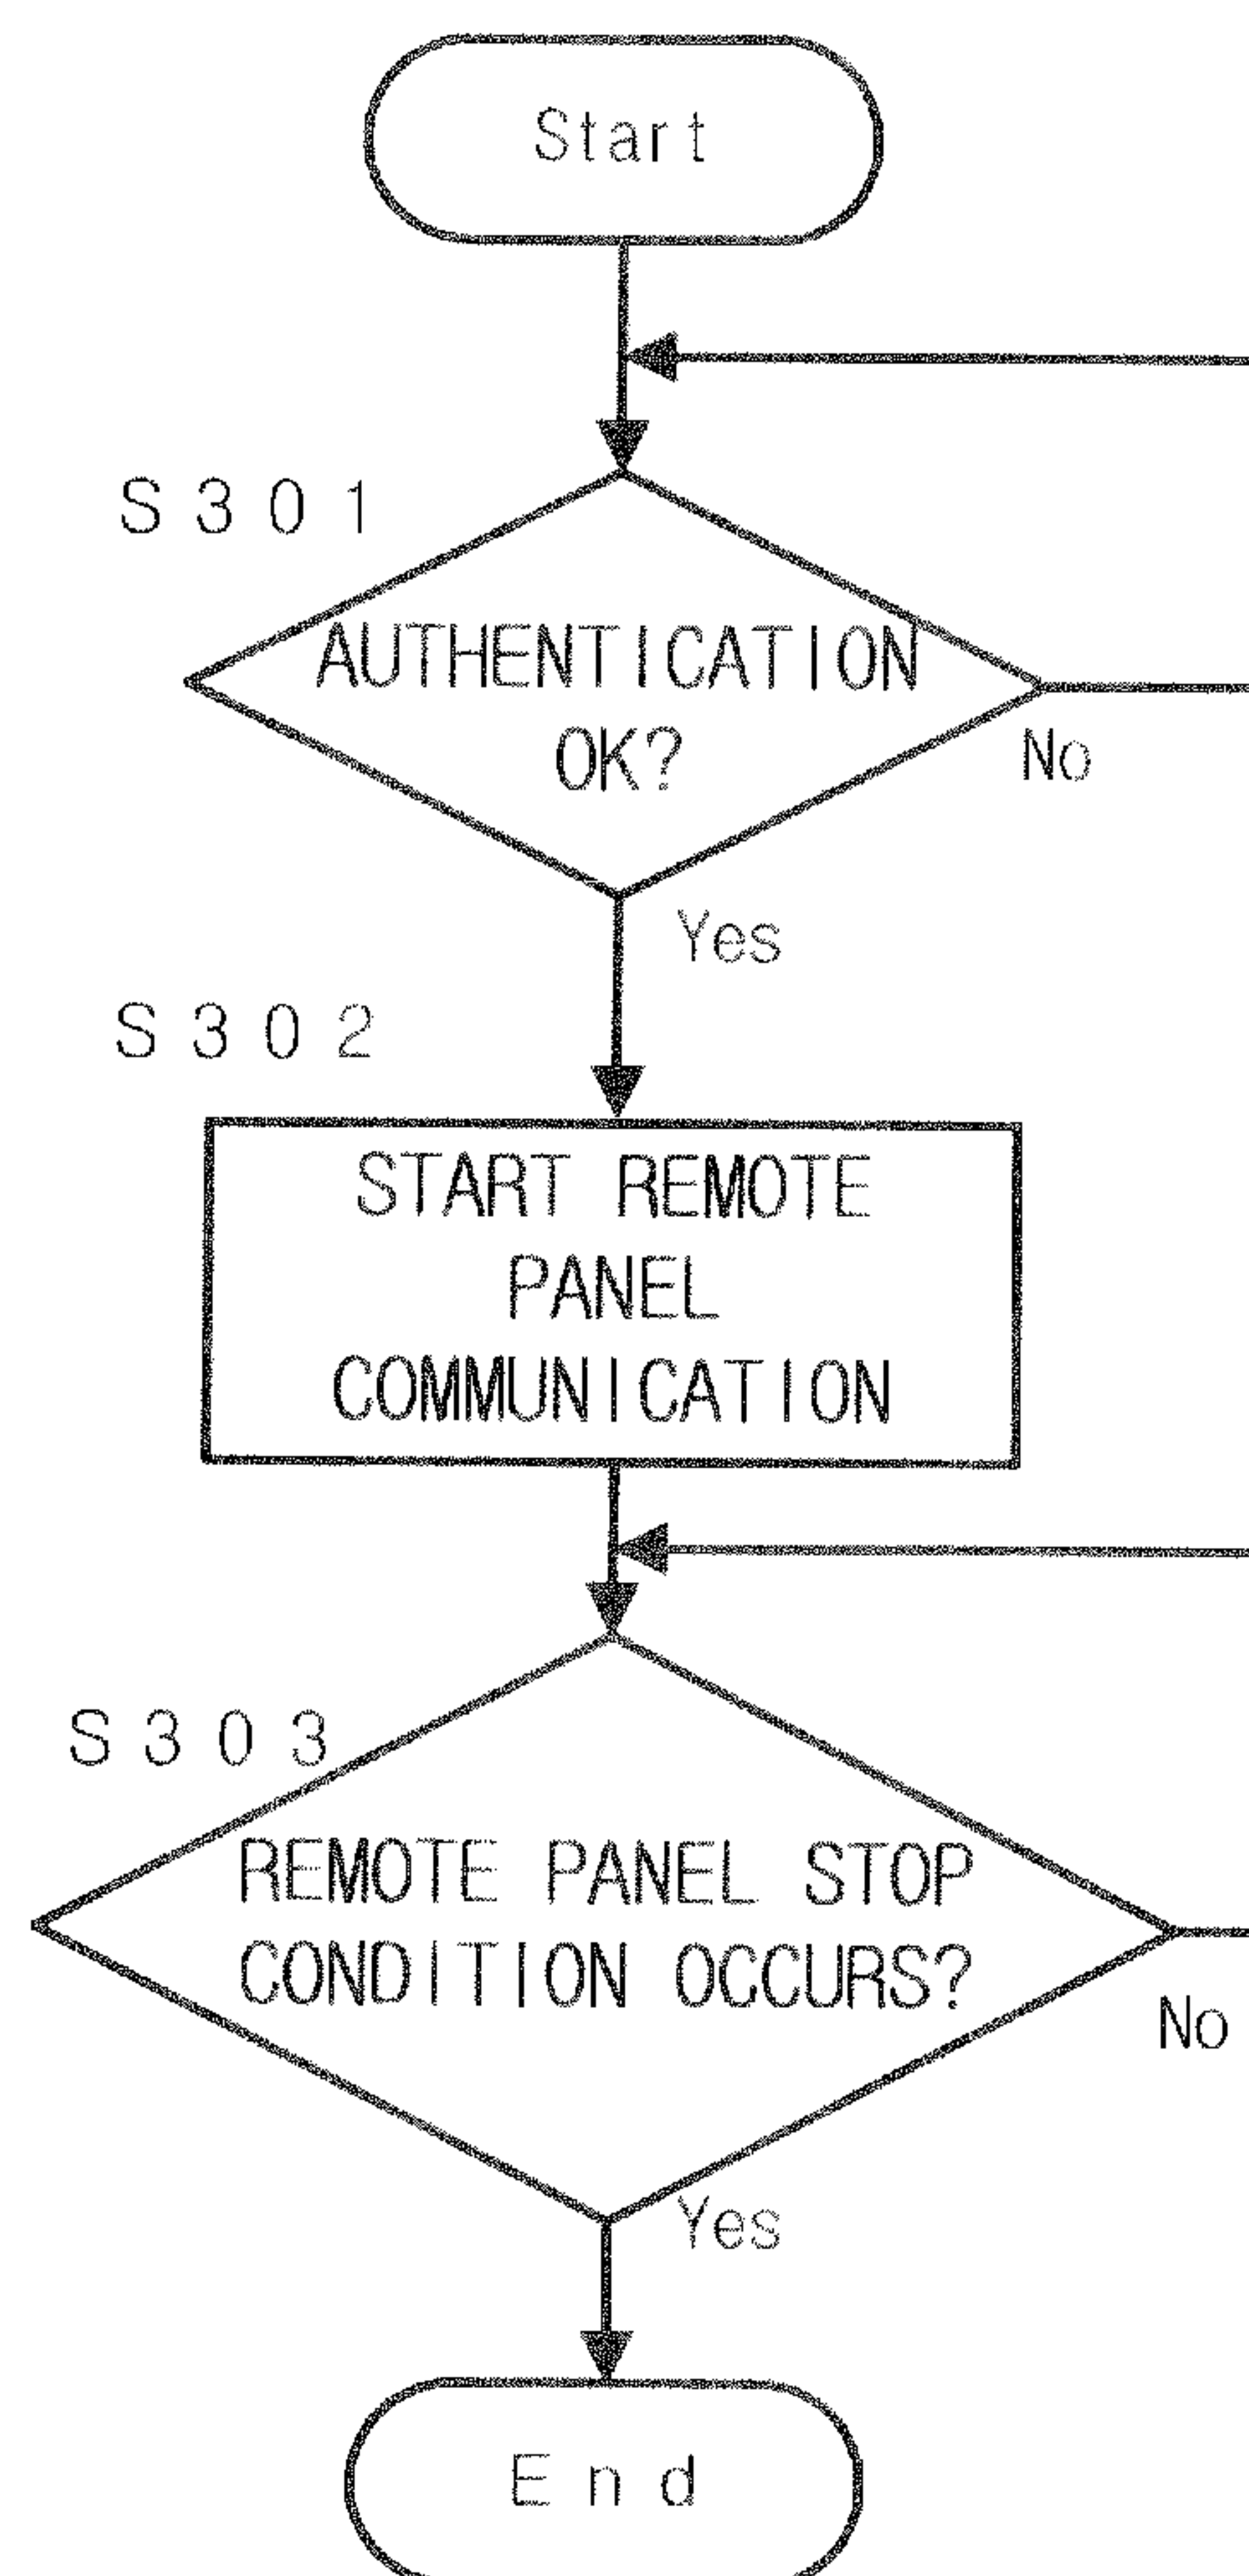 Start
S301
AUTHENTICATION
OK?
No
Yes
S302
START REMOTE
PANEL
COMMUNICATION
S303
REMOTE PANEL STOP
CONDITION OCCURS?
No
Yes
End